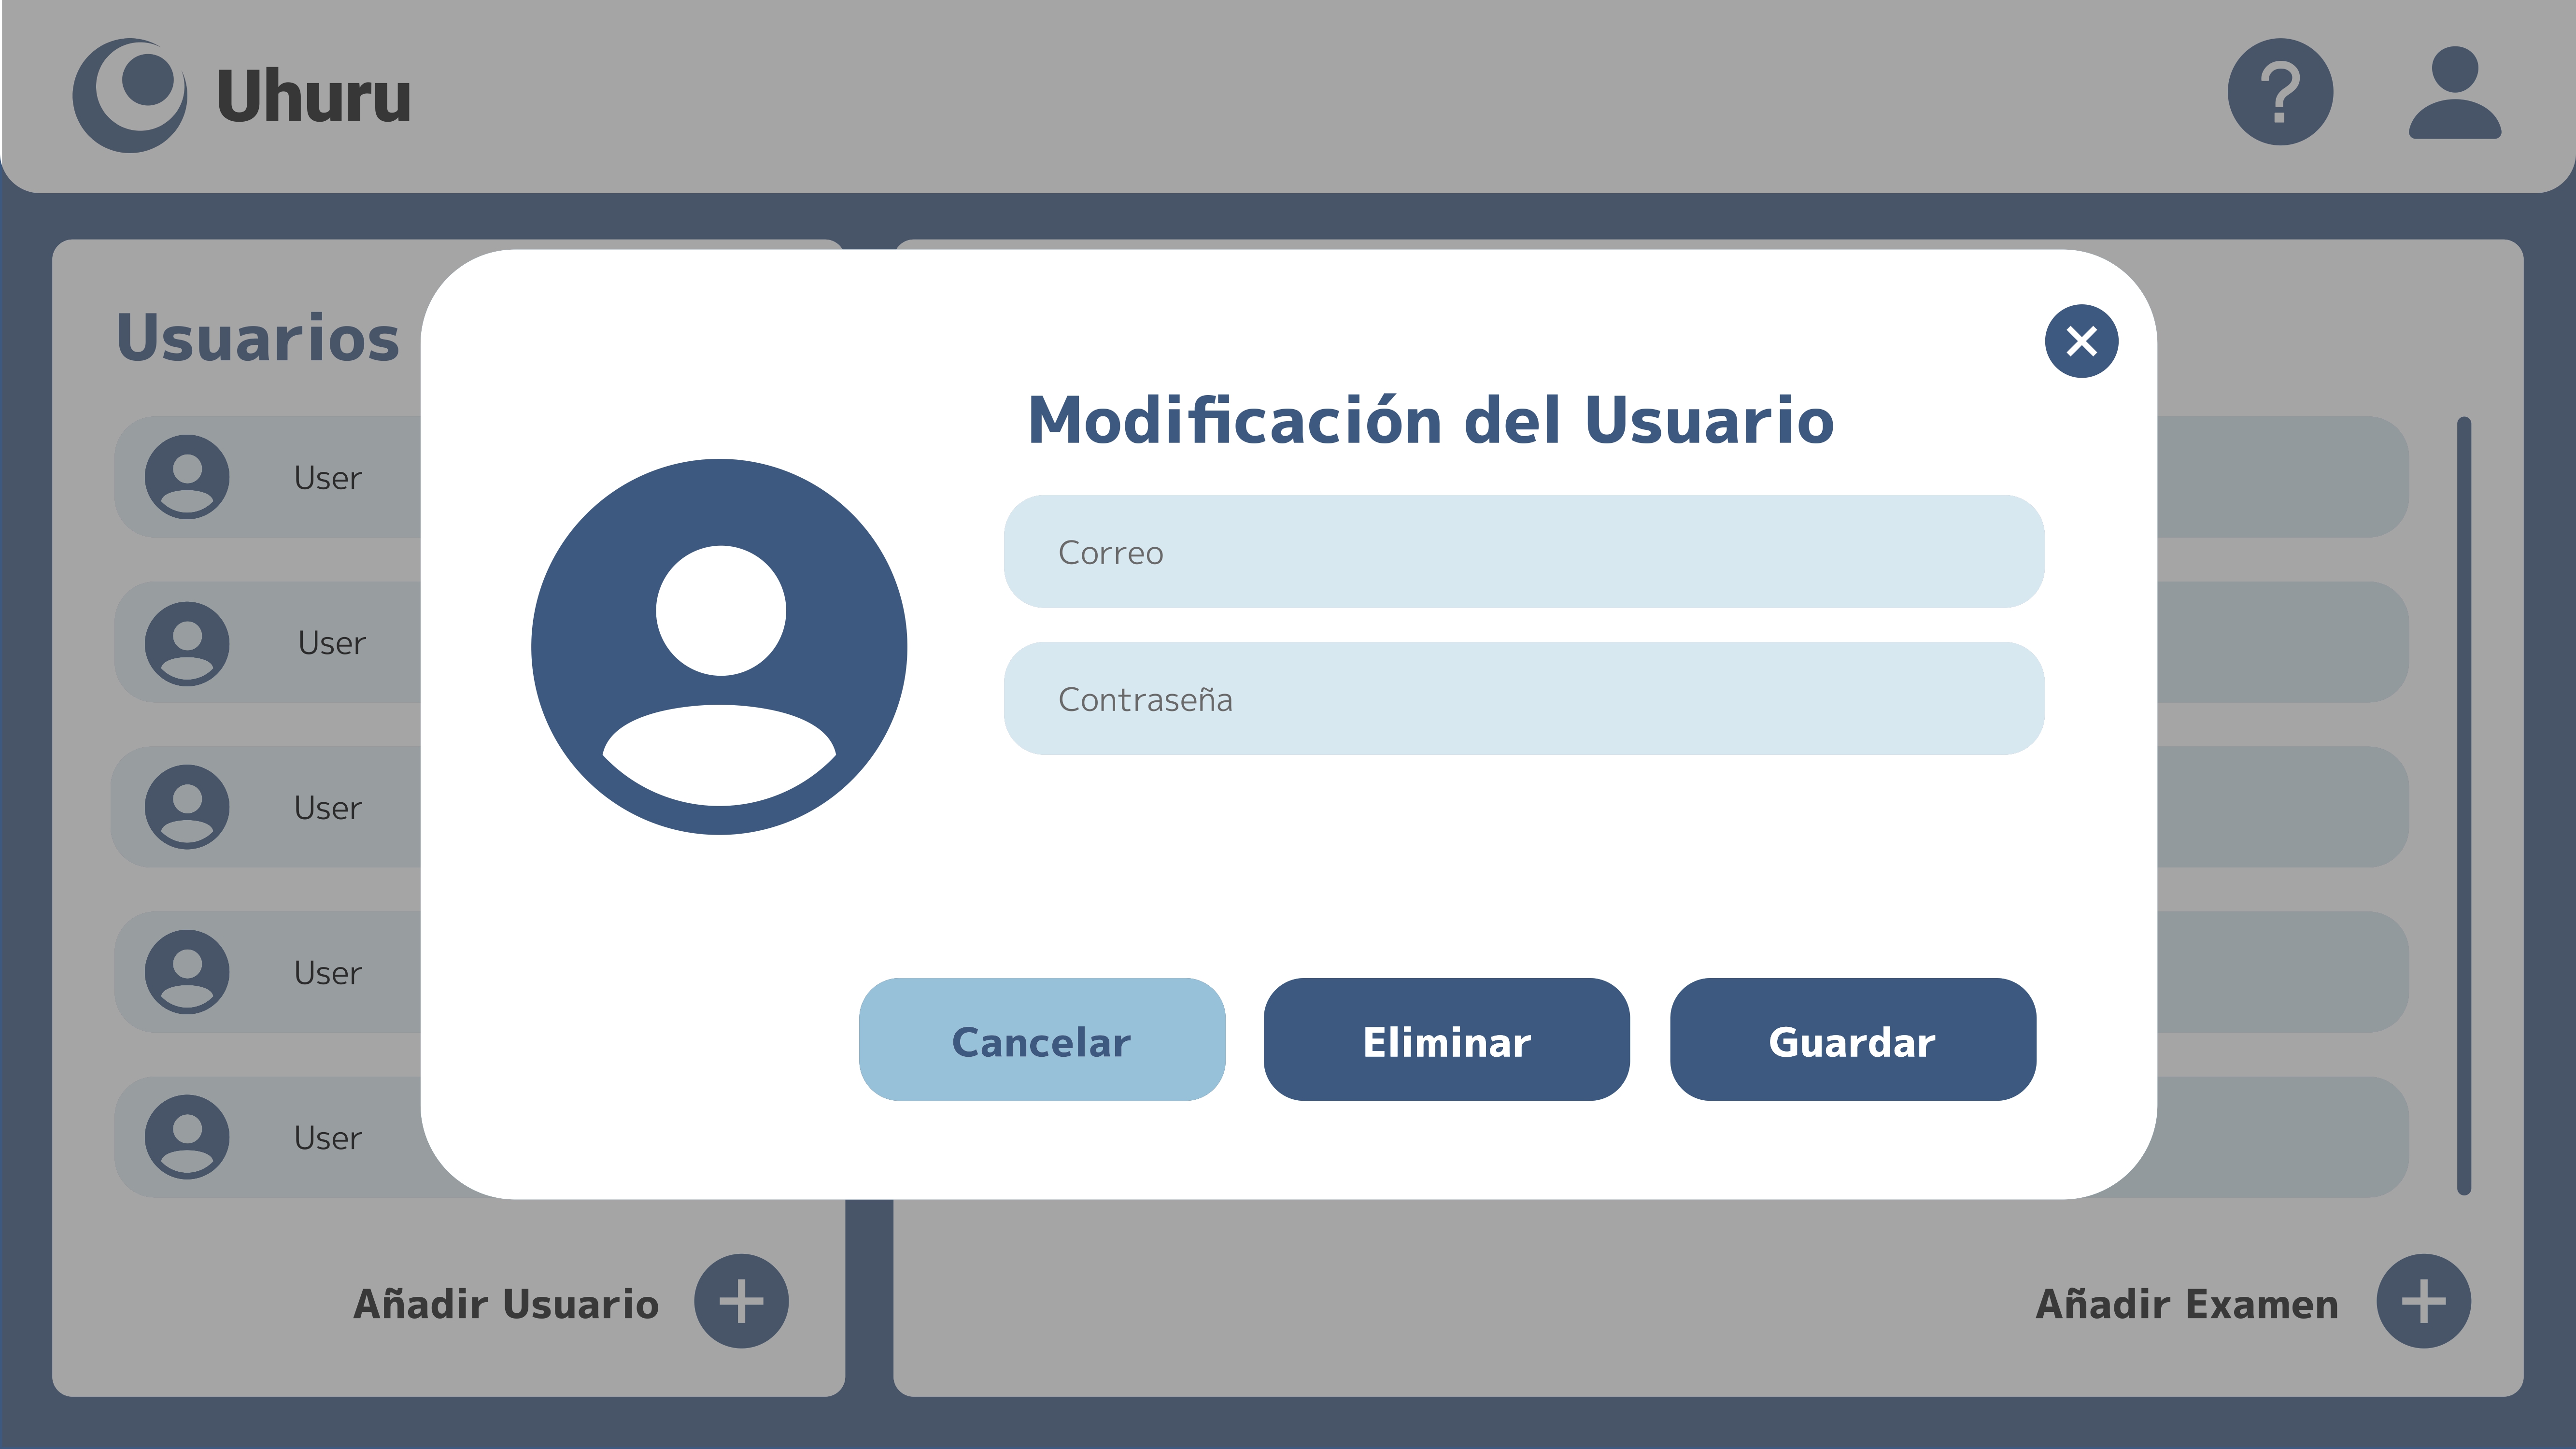 Uhuru
Usuarios
User
User
User
User
User
Añadir Usuario
Modificación del Usuario
Correo
Contraseña
Cancelar
Eliminar
Guardar
Añadir Examen